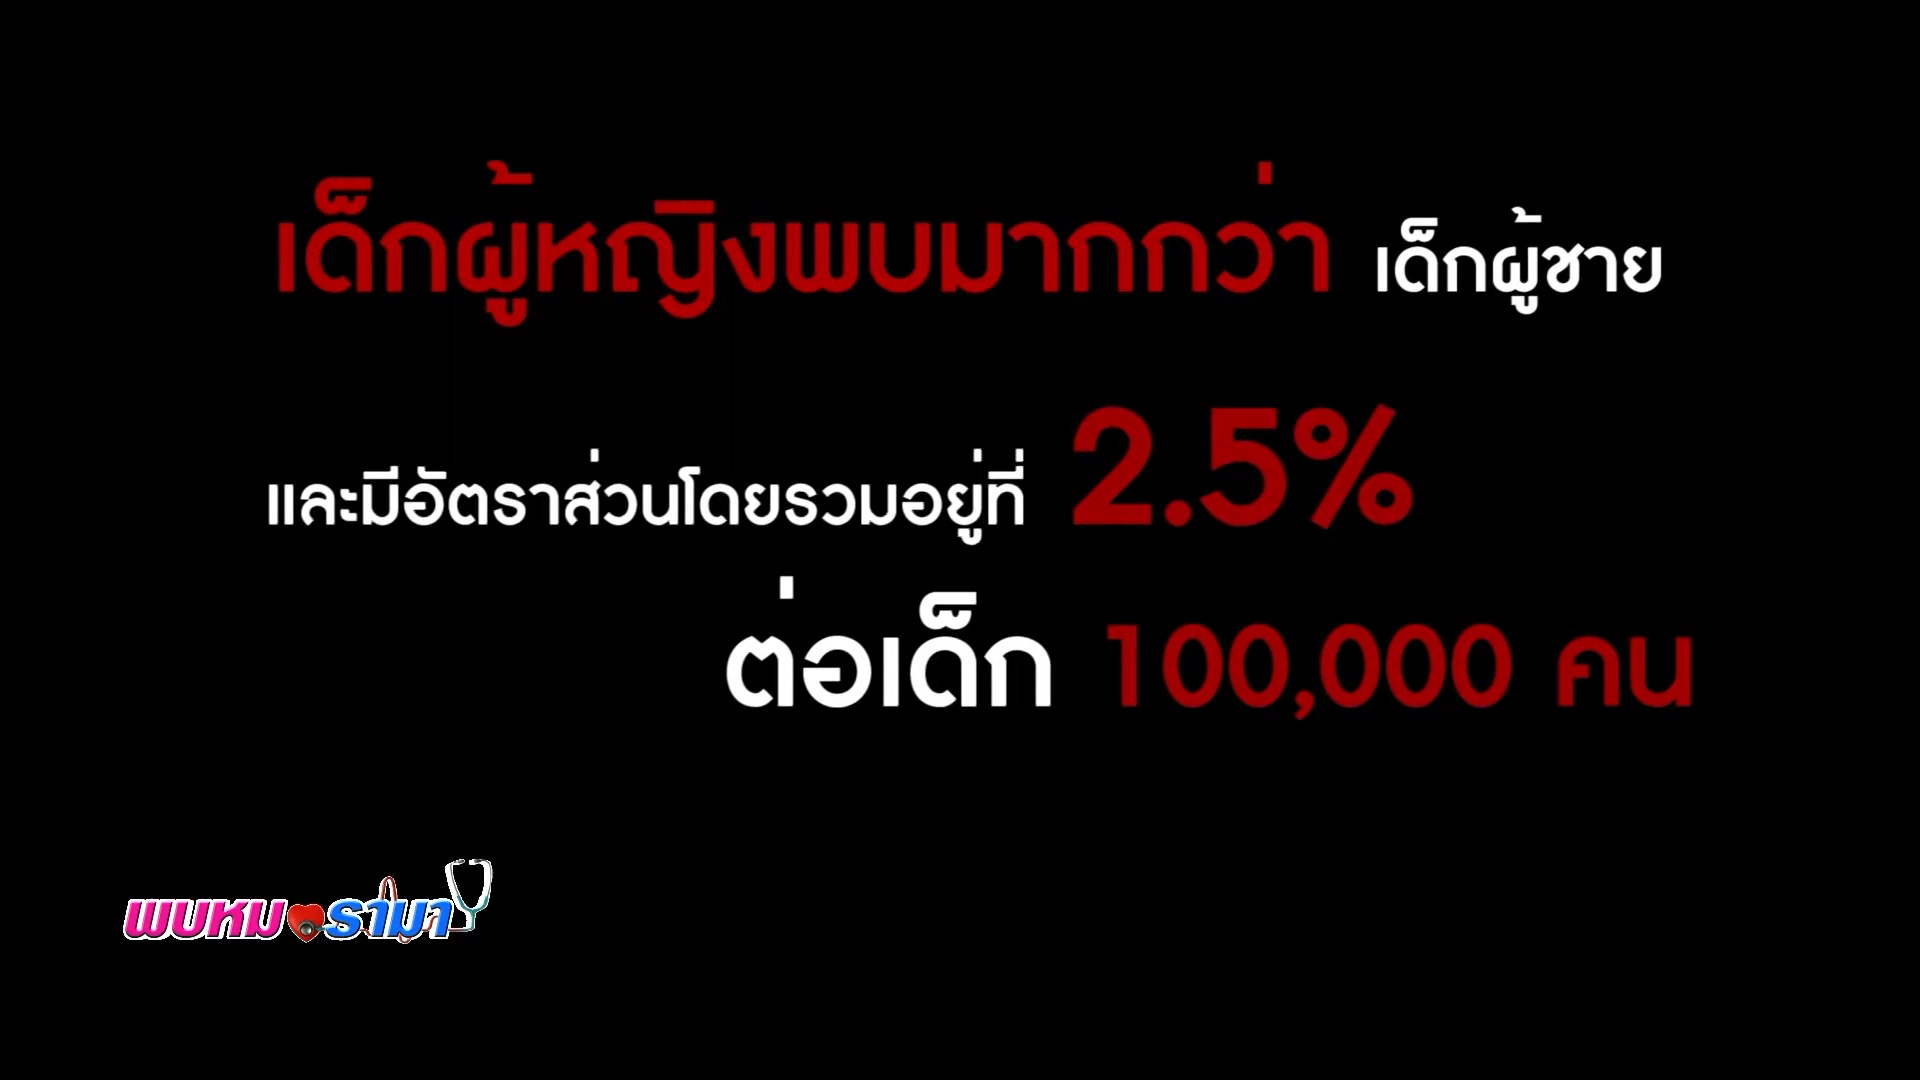 เด็กผู้หญิงพบมากกว่า เด็กผู้ชาย
และมีอัตราส่วนโดยรวมอยู่ที่ 2.5%
ต่อเด็ก 100,000 คน
พบหมอรามา